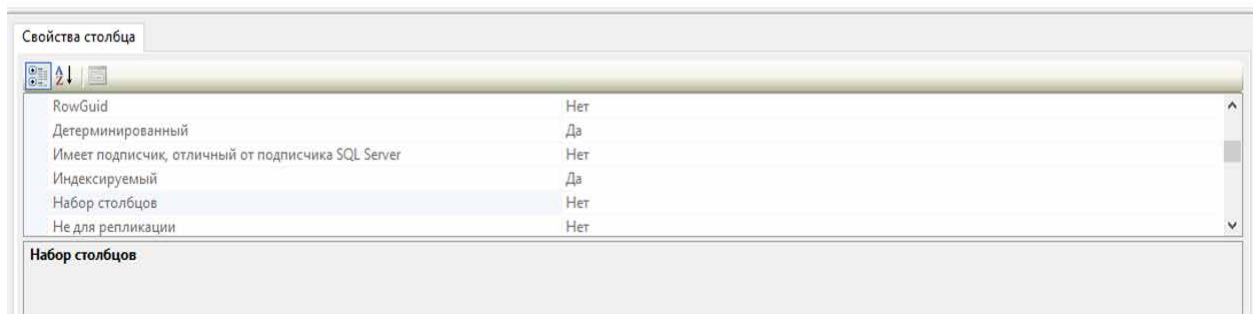 Свойства столбца
RowGuid Нет
Детерминированный Да
Имеет подписчик, отличный от подписчика SQL Server Нет
Индексируемый Да
Набор столбцов Нет
Не для репликации Нет
Набор столбцов